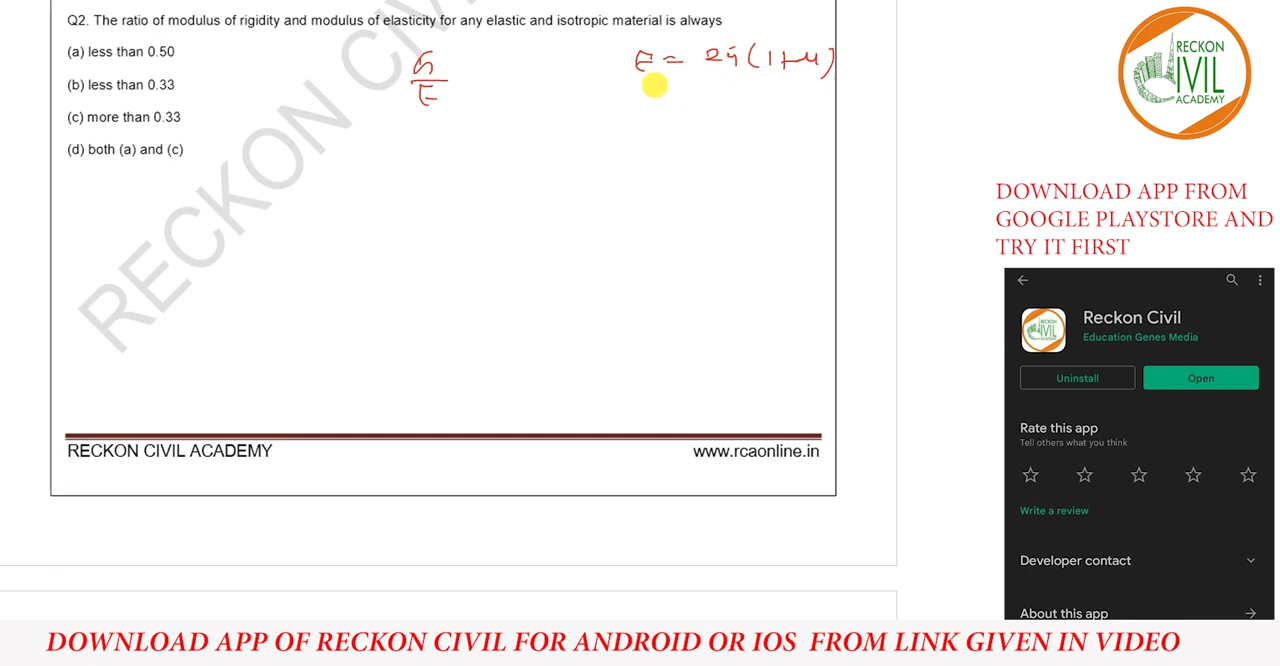 Q2. The ratio of modulus of rigidity and modulus of elasticity for any elastic and isotropic material is always
(a) less than 0.50
(b) less than 0.33
(c) more than 0.33
(d) both (a) and (c)
G
E
E = 2G (1+μ)
RECKON CIVIL
RECKON CIVIL ACADEMY
www.rcaonline.in
RECKON
IVIL
ACADEMY
DOWNLOAD APP FROM
GOOGLE PLAYSTORE AND
TRY IT FIRST
Reckon Civil
Education Genes Media
Uninstall
Open
Rate this app
Tell others what you think
Write a review
Developer contact
About this app
DOWNLOAD APP OF RECKON CIVIL FOR ANDROID OR IOS FROM LINK GIVEN IN VIDEO